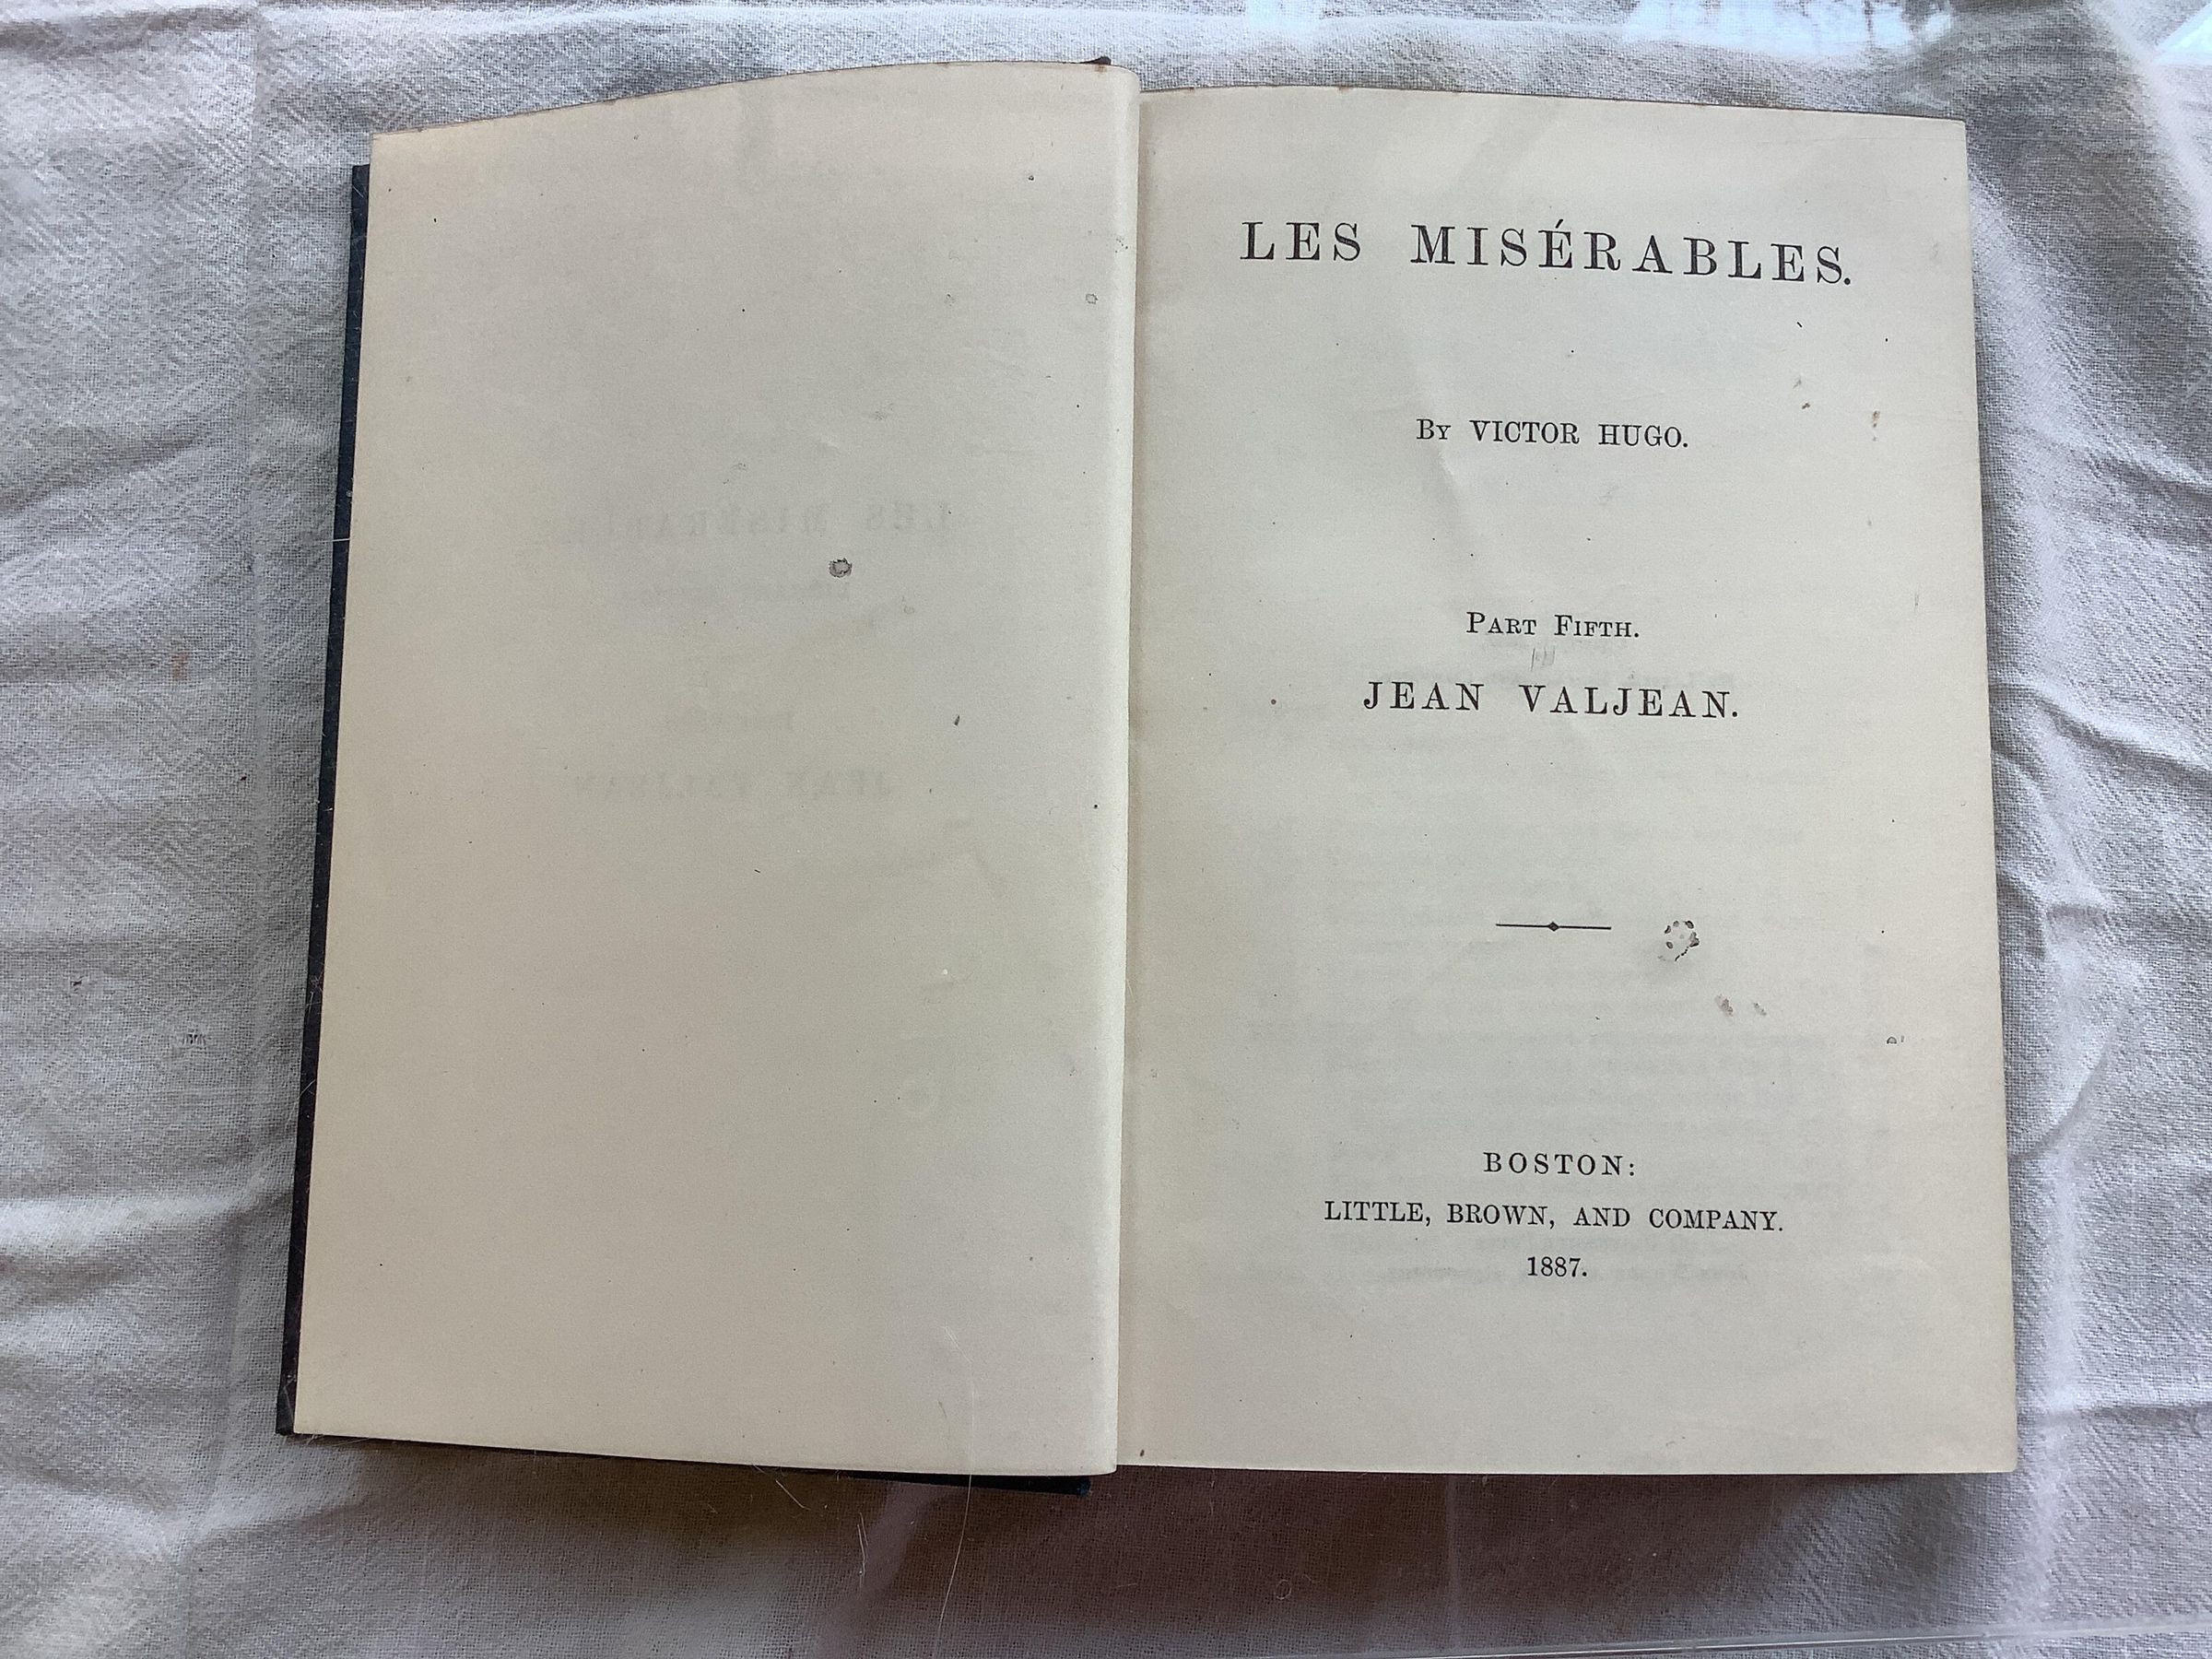 LES MISÉRABLES.
By VICTOR HUGO.
Part Fifth.
JEAN VALJEAN.
BOSTON:
LITTLE, BROWN, AND COMPANY.
1887.